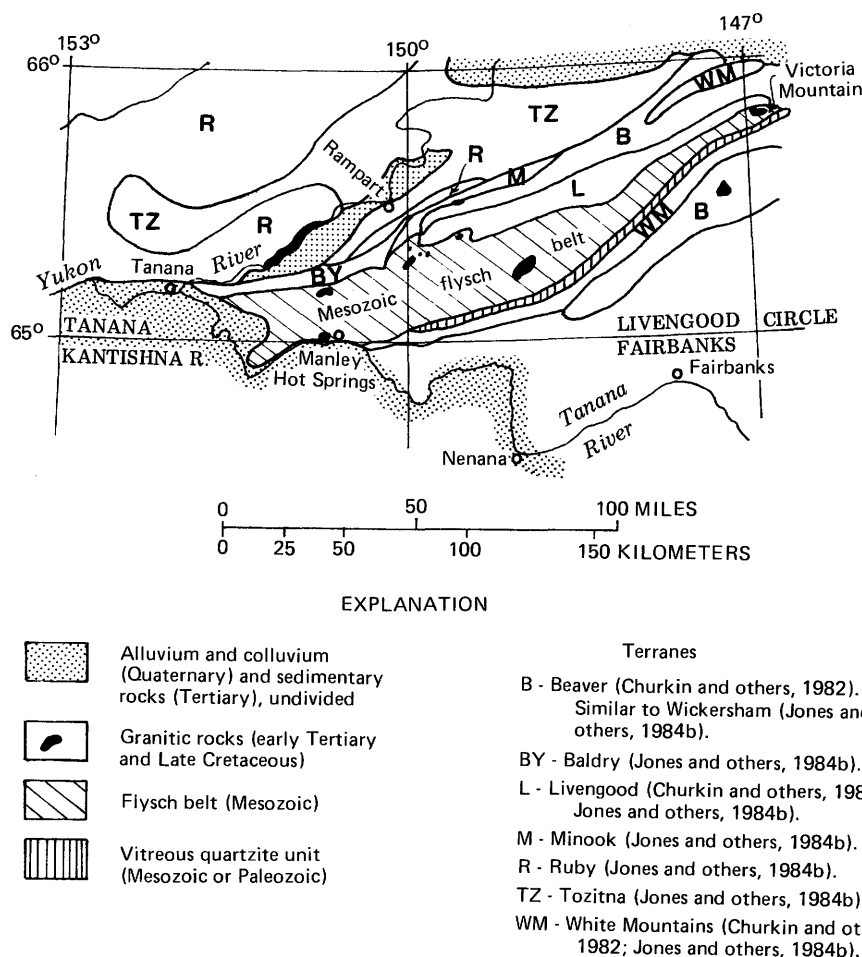 153°
150°
147°
66°
WM
Victoria
Mountain
TZ
R
B
Rampart
R
M
L
TZ
R
WM
B
belt
River
Yukon
Tanana
BY
flysch
Mesozoic
65°
TANANA
LIVENGOOD
CIRCLE
KANTISHNA R.
Manley
Hot Springs
FAIRBANKS
Fairbanks
Tanana
River
Nenana
0 50 100 MILES
0 25 50 100 150 KILOMETERS
EXPLANATION
Alluvium and colluvium
(Quaternary) and sedimentary
rocks (Tertiary), undivided
Granitic rocks (early Tertiary
and Late Cretaceous)
Flysch belt (Mesozoic)
Vitreous quartzite unit
(Mesozoic or Paleozoic)
Terranes
B - Beaver (Churkin and others, 1982).
Similar to Wickersham (Jones and
others, 1984b).
BY - Baldry (Jones and others, 1984b).
L - Livengood (Churkin and others, 198
Jones and others, 1984b).
M - Minook (Jones and others, 1984b).
R - Ruby (Jones and others, 1984b).
TZ - Tozitna (Jones and others, 1984b)
WM - White Mountains (Churkin and ot
1982; Jones and others, 1984b).